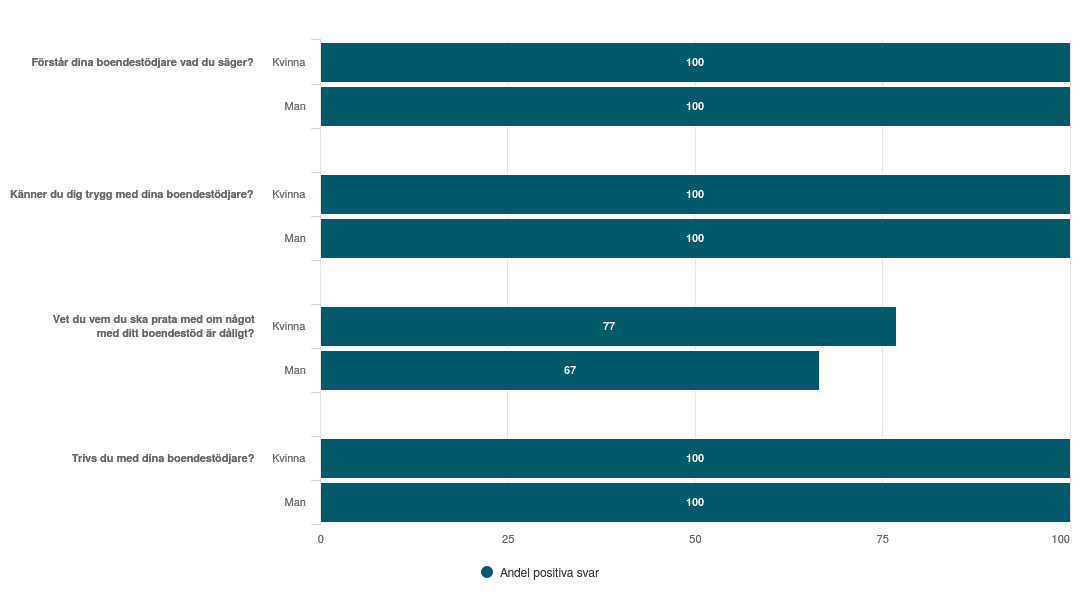 Förstår dina boendestödjare vad du säger?
Kvinna
100
Man
100
Känner du dig trygg med dina boendestödjare?
Kvinna
100
Man
100
Vet du vem du ska prata med om något
med ditt boendestöd är dåligt?
Kvinna
77
Man
67
Trivs du med dina boendestödjare?
Kvinna
100
Man
100
0 25 50 75 100
Andel positiva svar